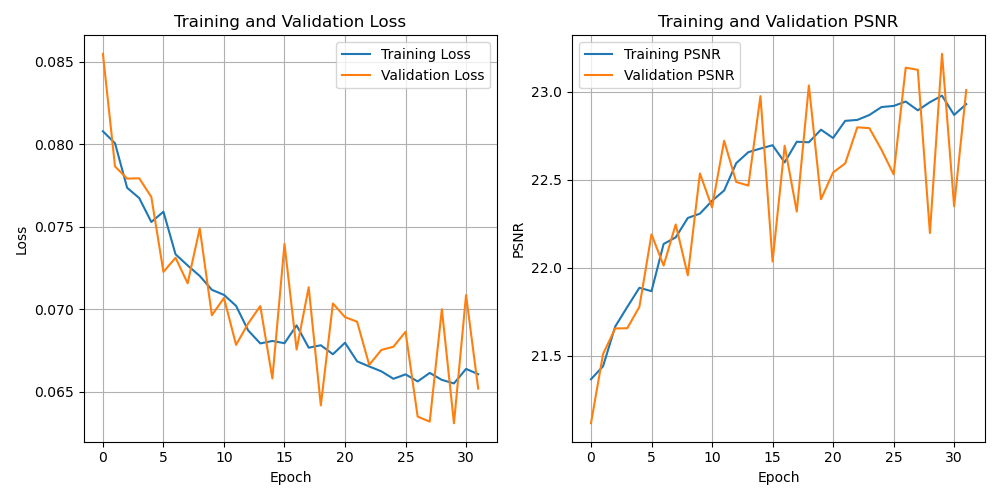 Training and Validation Loss
Training Loss
Validation Loss
0.085
0.080
0.075
0.070
0.065
Loss
0 5 10 15 20 25 30
Epoch
Training and Validation PSNR
Training PSNR
Validation PSNR
23.0
22.5
22.0
21.5
PSNR
0 5 10 15 20 25 30
Epoch